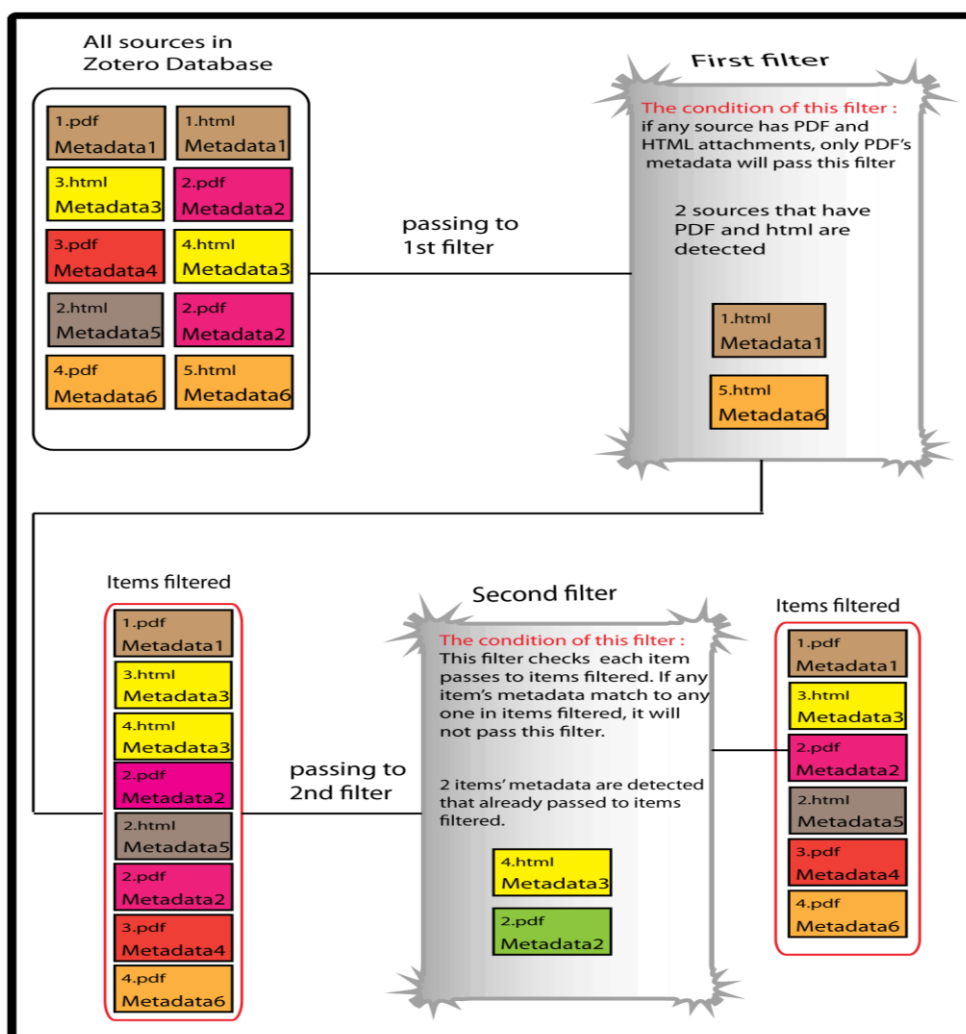 All sources in
Zotero Database
1.pdf
Metadata1
1.html
Metadata1
3.html
Metadata3
2.pdf
Metadata2
3.pdf
Metadata4
4.html
Metadata3
2.html
Metadata5
2.pdf
Metadata2
4.pdf
Metadata6
5.html
Metadata6
passing to
1st filter
First filter
The condition of this filter :
if any source has PDF and
HTML attachments, only PDF's
metadata will pass this filter
2 sources that have
PDF and html are
detected
1.html
Metadata1
5.html
Metadata6
Items filtered
1.pdf
Metadata1
3.html
Metadata3
4.html
Metadata3
2.pdf
Metadata2
2.html
Metadata5
2.pdf
Metadata2
3.pdf
Metadata4
4.pdf
Metadata6
passing to
2nd filter
Second filter
The condition of this filter :
This filter checks each item
passes to items filtered. If any
item's metadata match to any
one in items filtered, it will
not pass this filter.
2 items' metadata are detected
that already passed to items
filtered.
4.html
Metadata3
2.pdf
Metadata2
Items filtered
1.pdf
Metadata1
3.html
Metadata3
2.pdf
Metadata2
2.html
Metadata5
3.pdf
Metadata4
4.pdf
Metadata6